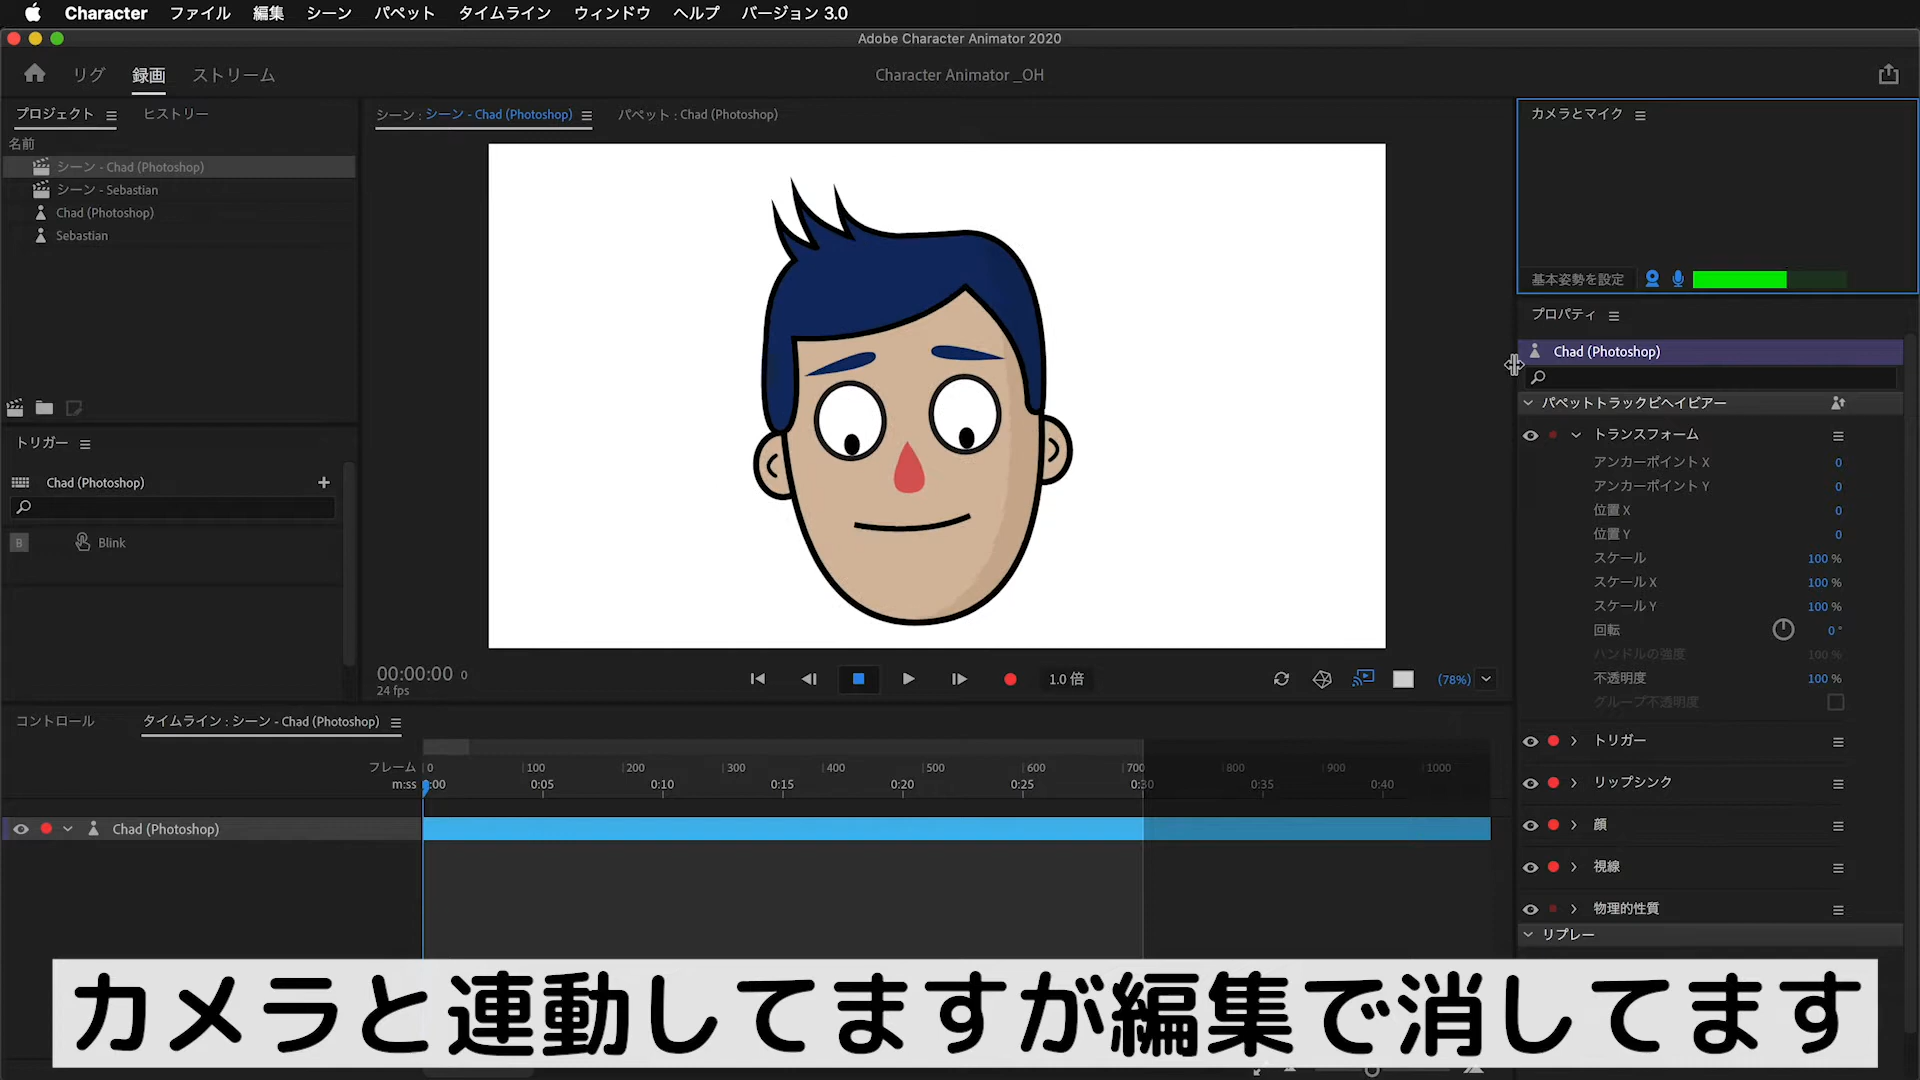 Character ファイル 編集 シーン パペット タイムライン ウィンドウ ヘルプ バージョン 3.0
Adobe Character Animator 2020
リグ 録画 ストリーム
Character Animator _OH
プロジェクト ヒストリー
名前
シーン - Chad (Photoshop)
シーン - Sebastian
Chad (Photoshop)
Sebastian
トリガー
Chad (Photoshop)
B Blink
シーン : シーン - Chad (Photoshop) パペット : Chad (Photoshop)
00:00:00 0
24 fps
1.0 倍
(78%)
カメラとマイク
基本姿勢を設定
プロパティ
Chad (Photoshop)
パペットトラックビヘイビアー
トランスフォーム
アンカーポイント X 0
アンカーポイント Y 0
位置 X 0
位置 Y 0
スケール 100 %
スケール X 100 %
スケール Y 100 %
回転 0 °
ハンドルの強度 100 %
不透明度 100 %
グループ不透明度
トリガー
リップシンク
顔
視線
物理的性質
リプレー
コントロール タイムライン : シーン - Chad (Photoshop)
フレーム 0 100 200 300 400 500 600 700 800 900 1000
m:ss 0:00 0:05 0:10 0:15 0:20 0:25 0:30 0:35 0:40
Chad (Photoshop)
カメラと連動してますが編集で消してます